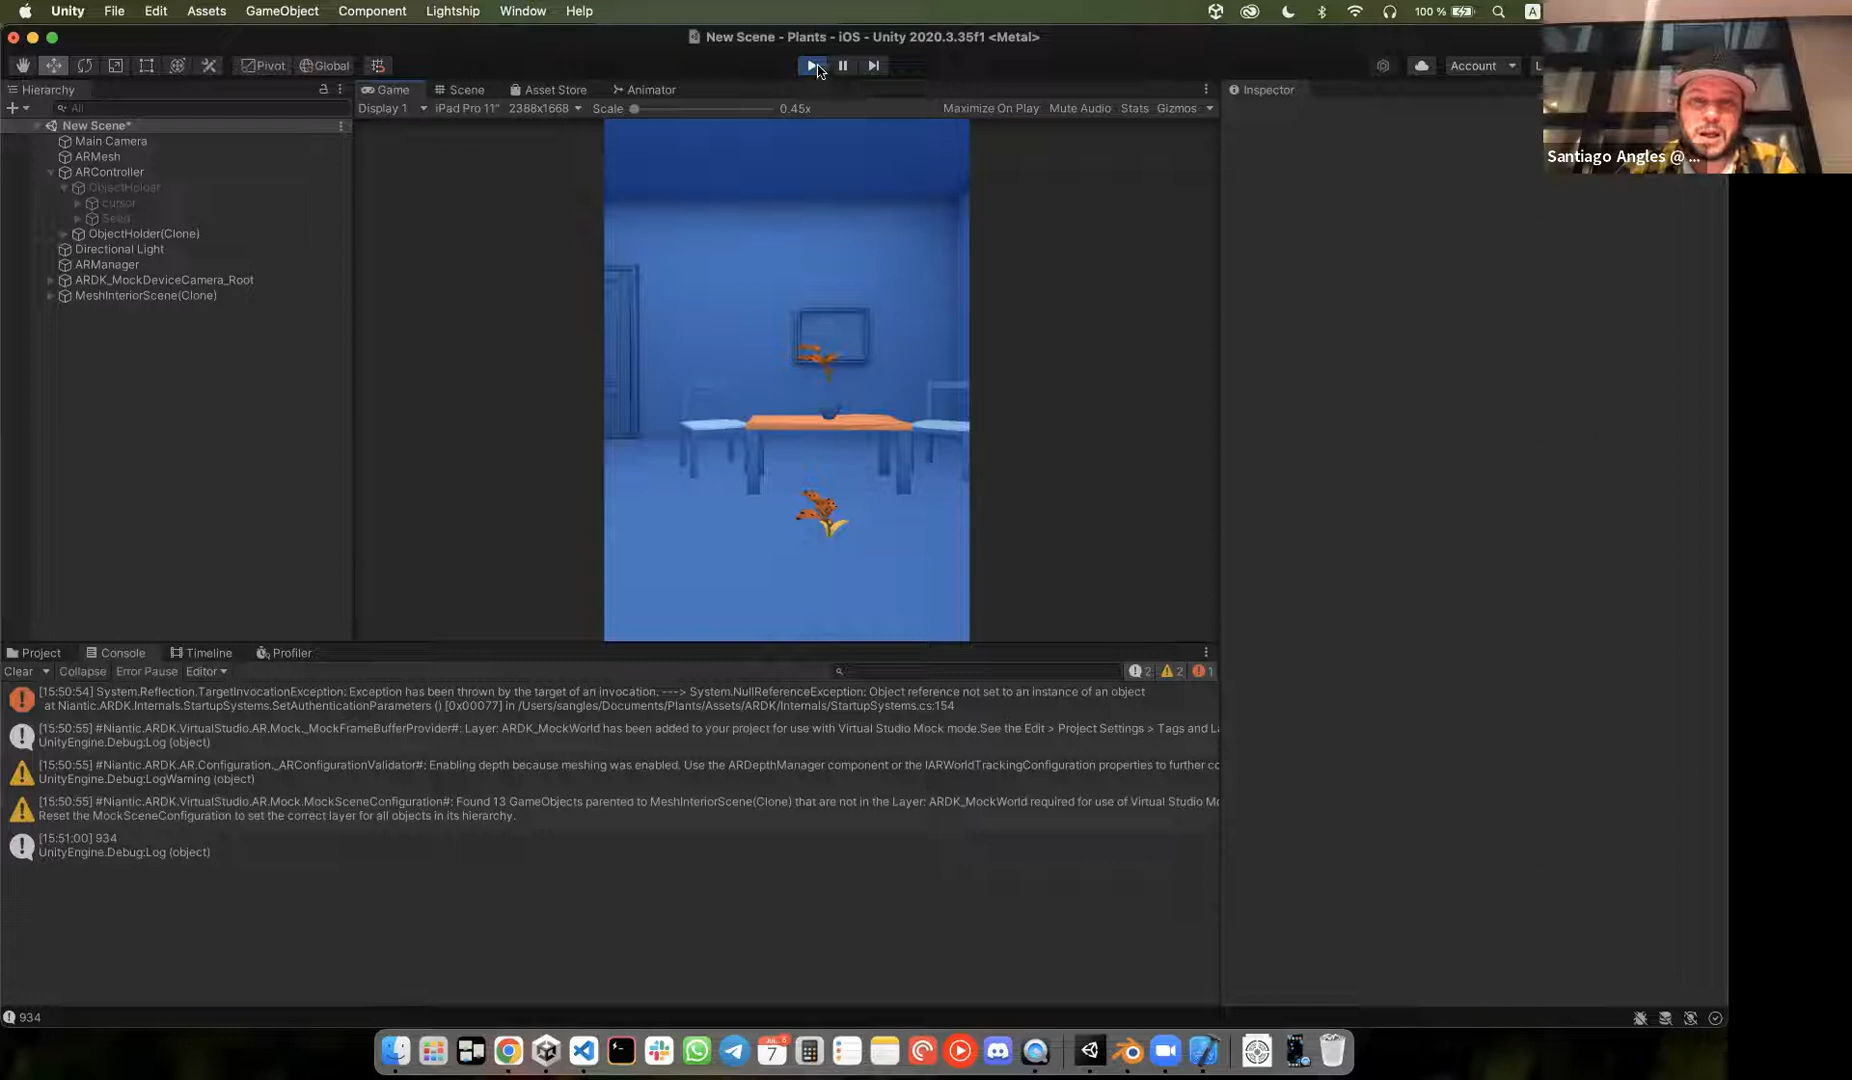 Unity File Edit Assets GameObject Component Lightship Window Help 100 % A
New Scene - Plants - iOS - Unity 2020.3.35f1 <Metal>
Pivot Global Account L
Hierarchy Game Scene Asset Store Animator Inspector
All Display 1 iPad Pro 11" 2388x1668 Scale 0.45x Maximize On Play Mute Audio Stats Gizmos
New Scene*
Main Camera
ARMesh
ARController
ObjectHolder
cursor
Seed
ObjectHolder(Clone)
Directional Light
ARManager
ARDK_MockDeviceCamera_Root
MeshInteriorScene(Clone)
Santiago Angles @ ...
Project Console Timeline Profiler
Clear Collapse Error Pause Editor 2 2 1
[15:50:54] System.Reflection.TargetInvocationException: Exception has been thrown by the target of an invocation. ---> System.NullReferenceException: Object reference not set to an instance of an object
at Niantic.ARDK.Internals.StartupSystems.SetAuthenticationParameters () [0x00077] in /Users/sangles/Documents/Plants/Assets/ARDK/Internals/StartupSystems.cs:154
[15:50:55] #Niantic.ARDK.VirtualStudio.AR.Mock._MockFrameBufferProvider#: Layer: ARDK_MockWorld has been added to your project for use with Virtual Studio Mock mode.See the Edit > Project Settings > Tags and La
UnityEngine.Debug:Log (object)
[15:50:55] #Niantic.ARDK.AR.Configuration._ARConfigurationValidator#: Enabling depth because meshing was enabled. Use the ARDepthManager component or the IARWorldTrackingConfiguration properties to further co
UnityEngine.Debug:LogWarning (object)
[15:50:55] #Niantic.ARDK.VirtualStudio.AR.Mock.MockSceneConfiguration#: Found 13 GameObjects parented to MeshInteriorScene(Clone) that are not in the Layer: ARDK_MockWorld required for use of Virtual Studio Mo
Reset the MockSceneConfiguration to set the correct layer for all objects in its hierarchy.
[15:51:00] 934
UnityEngine.Debug:Log (object)
934
7